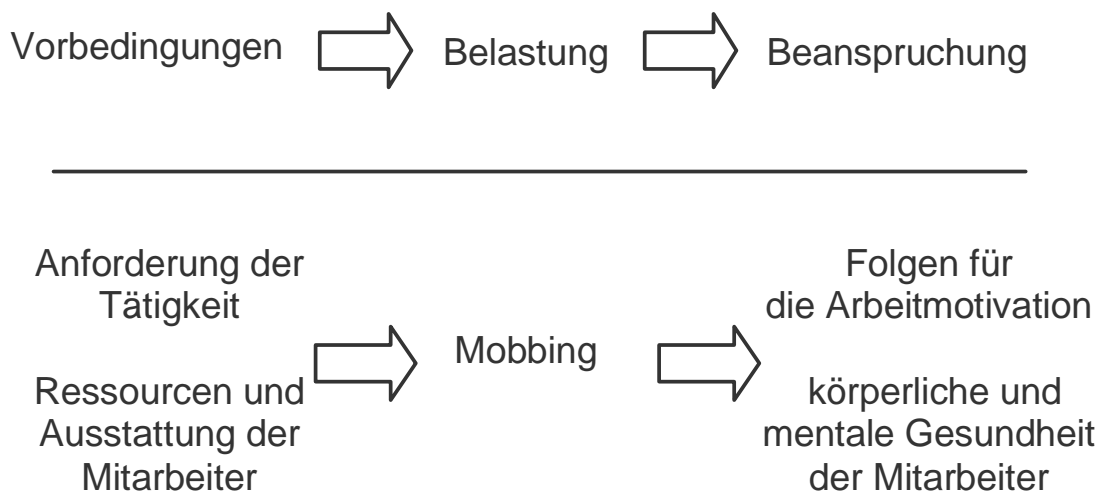 Vorbedingungen
Belastung
Beanspruchung
Anforderung der
Tätigkeit
Ressourcen und
Ausstattung der
Mitarbeiter
Mobbing
Folgen für
die Arbeitmotivation
körperliche und
mentale Gesundheit
der Mitarbeiter